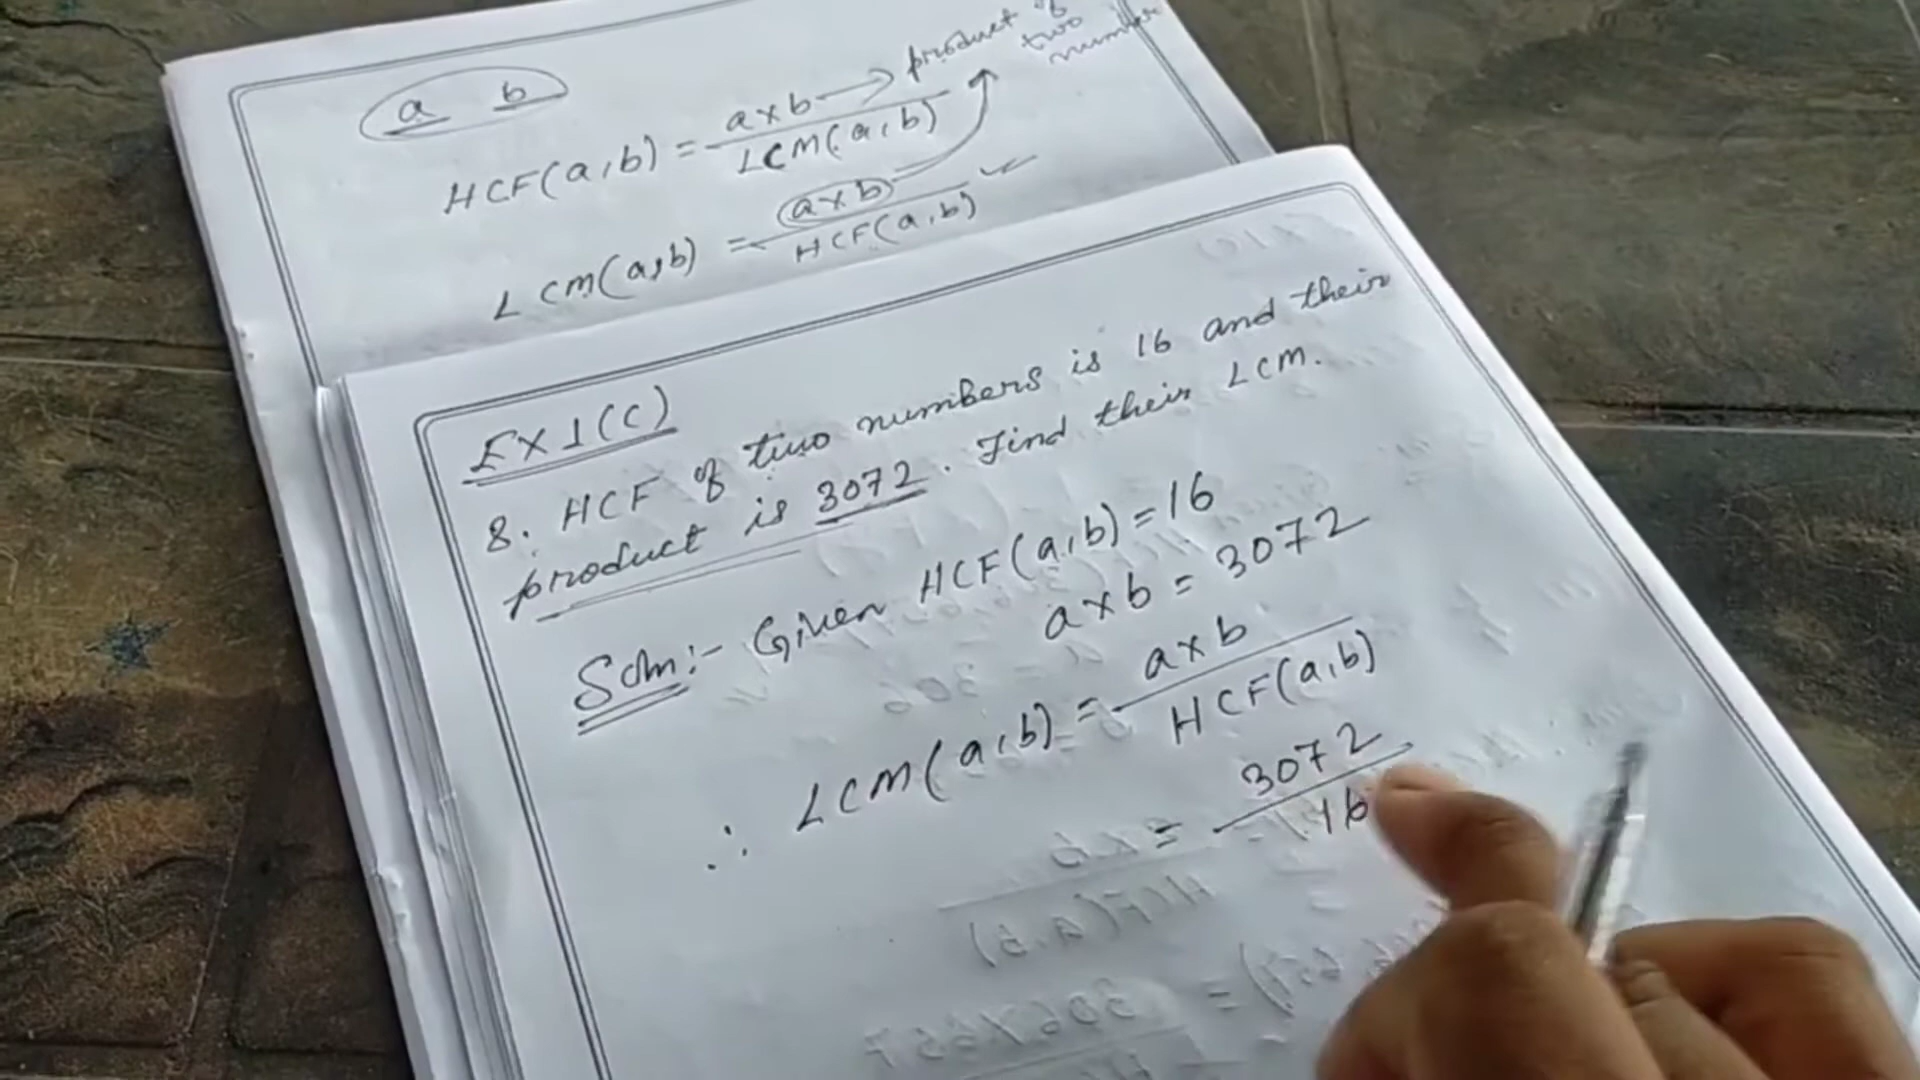 a b
HCF(a,b) = a×b / LCM(a,b) → product of two number
LCM(a,b) = a×b / HCF(a,b) ✓
EX 1(C)
8. HCF of two numbers is 16 and their
product is 3072. Find their LCM.
Soln:- Given HCF(a,b) = 16
a×b = 3072
∴ LCM(a,b) = a×b / HCF(a,b)
= 3072 / 16